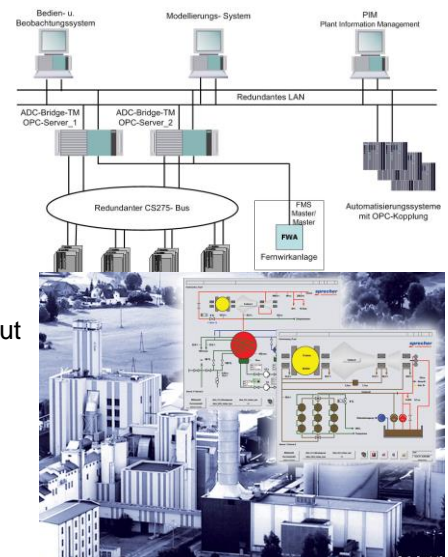 Bedien- u.
Beobachtungssystem
Modellierungs- System
PIM
Plant Information Management
Redundantes LAN
ADC-Bridge-TM
OPC-Server_1
ADC-Bridge-TM
OPC-Server_2
Redundanter CS275- Bus
FMS
Master/
Master
FWA
Fernwirkanlage
Automatisierungssysteme
mit OPC-Kopplung
ut
sprecher
sprecher